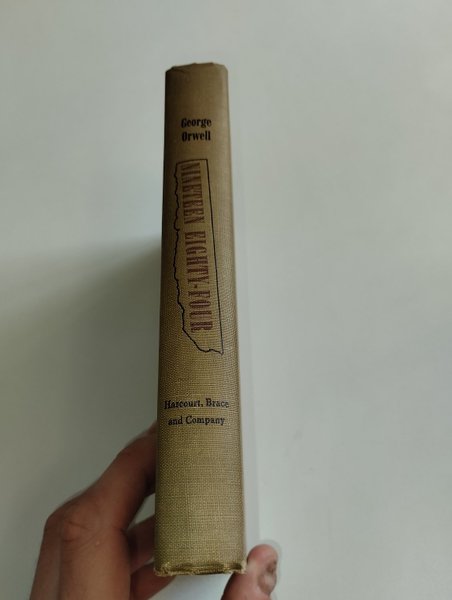 George
Orwell
NINETEEN EIGHTY-FOUR
Harcourt, Brace
and Company